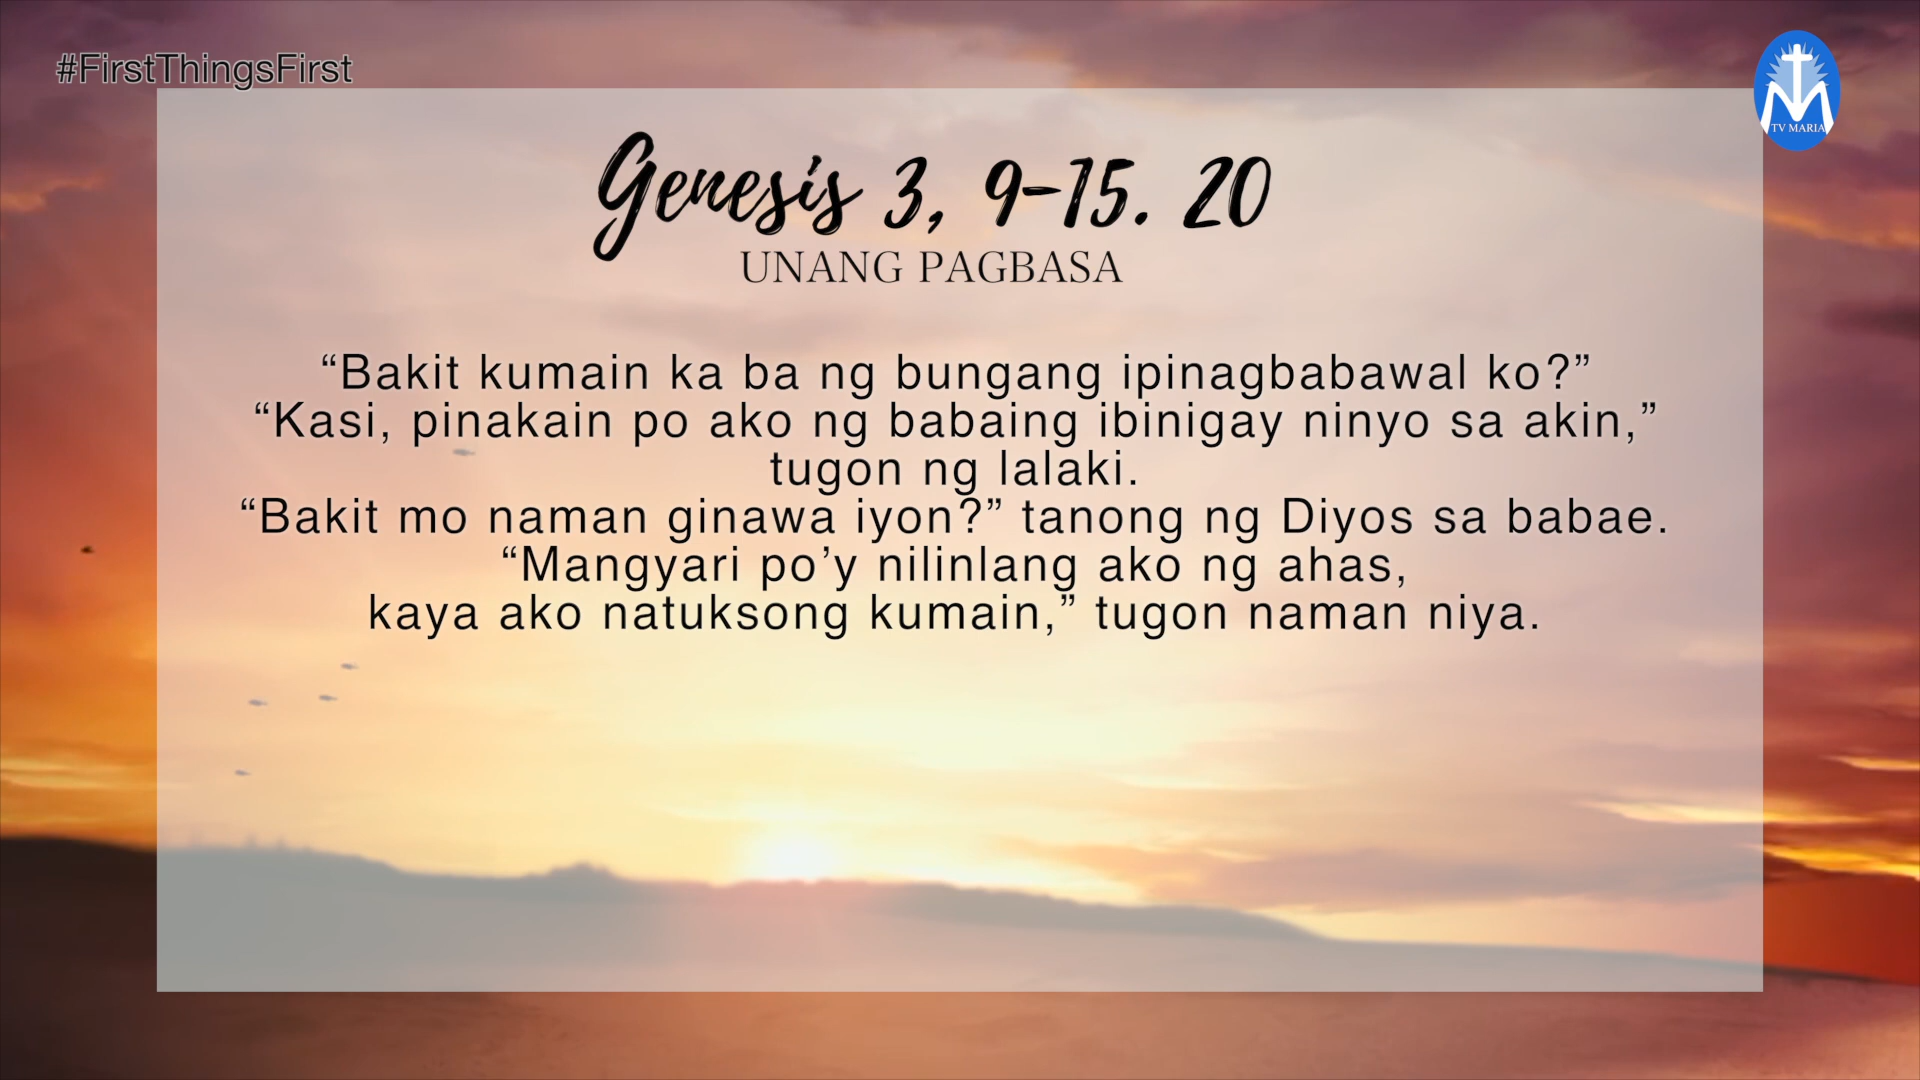 #FirstThingsFirst
TV MARIA
Genesis 3, 9-15. 20
UNANG PAGBASA
“Bakit kumain ka ba ng bungang ipinagbabawal ko?”
“Kasi, pinakain po ako ng babaing ibinigay ninyo sa akin,”
tugon ng lalaki.
“Bakit mo naman ginawa iyon?” tanong ng Diyos sa babae.
“Mangyari po’y nilinlang ako ng ahas,
kaya ako natuksong kumain,” tugon naman niya.